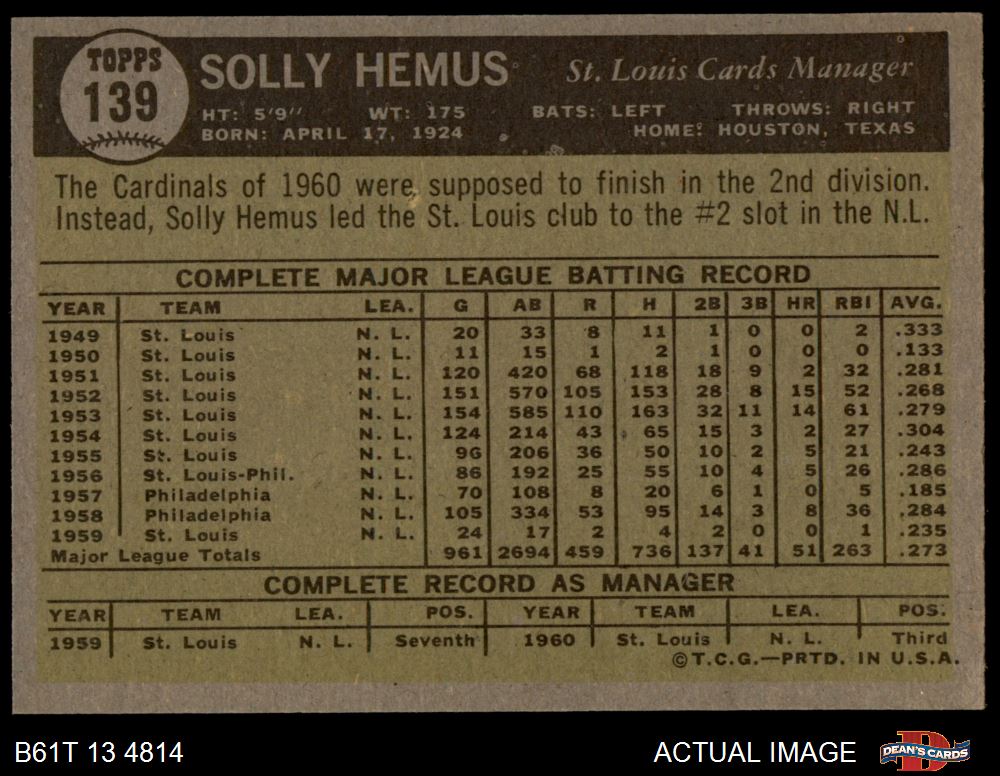 TOPPS
139
SOLLY HEMUS St. Louis Cards Manager
HT: 5'9" WT: 175 BATS: LEFT THROWS: RIGHT
BORN: APRIL 17, 1924 HOME: HOUSTON, TEXAS
The Cardinals of 1960 were supposed to finish in the 2nd division.
Instead, Solly Hemus led the St. Louis club to the #2 slot in the N.L.
COMPLETE MAJOR LEAGUE BATTING RECORD
YEAR TEAM LEA. G AB R H 2B 3B HR RBI AVG.
1949 St. Louis N. L. 20 33 8 11 1 0 0 2 .333
1950 St. Louis N. L. 11 15 1 2 1 0 0 0 .133
1951 St. Louis N. L. 120 420 68 118 18 9 2 32 .281
1952 St. Louis N. L. 151 570 105 153 28 8 15 52 .268
1953 St. Louis N. L. 154 585 110 163 32 11 14 61 .279
1954 St. Louis N. L. 124 214 43 65 15 3 2 27 .304
1955 St. Louis N. L. 96 206 36 50 10 2 5 21 .243
1956 St. Louis-Phil. N. L. 86 192 25 55 10 4 5 26 .286
1957 Philadelphia N. L. 70 108 8 20 6 1 0 5 .185
1958 Philadelphia N. L. 105 334 53 95 14 3 8 36 .284
1959 St. Louis N. L. 24 17 2 4 2 0 0 1 .235
Major League Totals 961 2694 459 736 137 41 51 263 .273
COMPLETE RECORD AS MANAGER
YEAR TEAM LEA. POS. YEAR TEAM LEA. POS.
1959 St. Louis N. L. Seventh 1960 St. Louis N. L. Third
©T.C.G.—PRTD. IN U.S.A.
B61T 13 4814 ACTUAL IMAGE DEAN'S CARDS